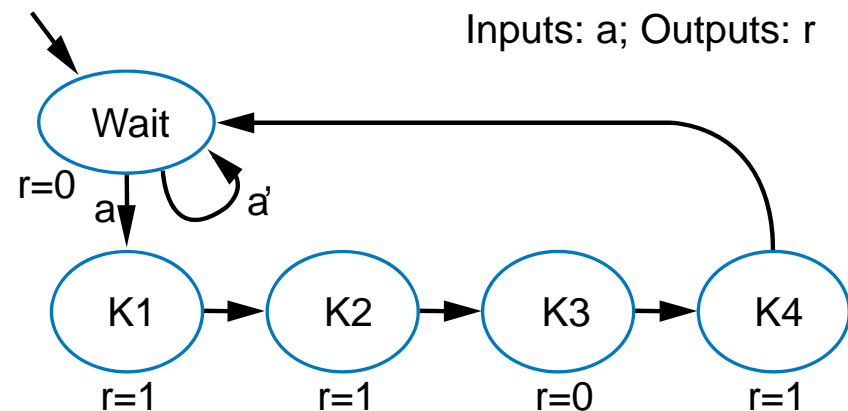 Inputs: a; Outputs: r
Wait
r=0
a
a’
K1
K2
K3
K4
r=1
r=1
r=0
r=1